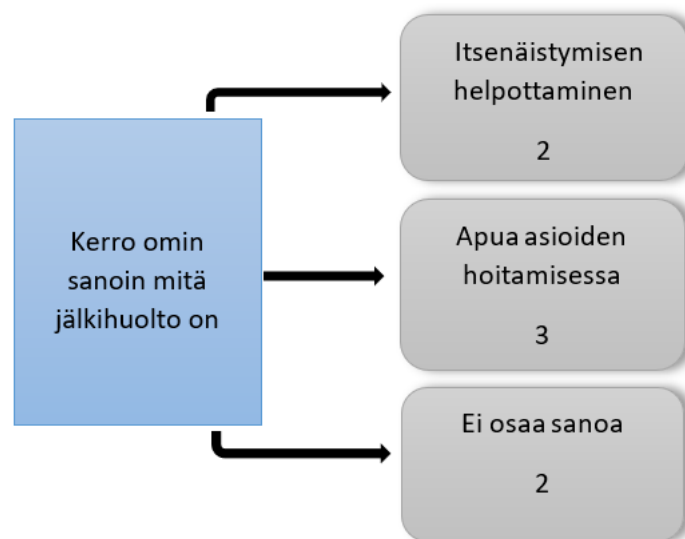 Kerro omin
sanoin mitä
jälkihuolto on
Itsenäistymisen
helpottaminen
2
Apua asioiden
hoitamisessa
3
Ei osaa sanoa
2